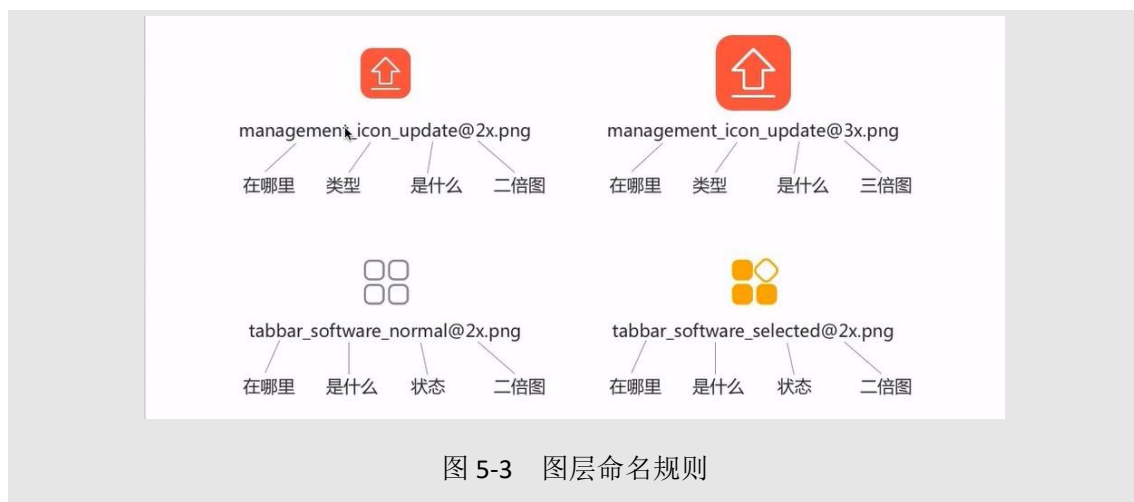 management_icon_update@2x.png management_icon_update@3x.png
在哪里 类型 是什么 二倍图 在哪里 类型 是什么 三倍图
tabbar_software_normal@2x.png tabbar_software_selected@2x.png
在哪里 是什么 状态 二倍图 在哪里 是什么 状态 二倍图
图 5-3 图层命名规则